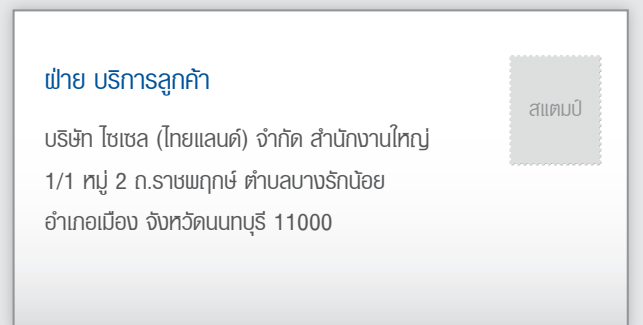 ฝ่าย บริการลูกค้า
สแตมป์
บริษัท ไซเซล (ไทยแลนด์) จำกัด สำนักงานใหญ่
1/1 หมู่ 2 ถ.ราชพฤกษ์ ตำบลบางรักน้อย
อำเภอเมือง จังหวัดนนทบุรี 11000